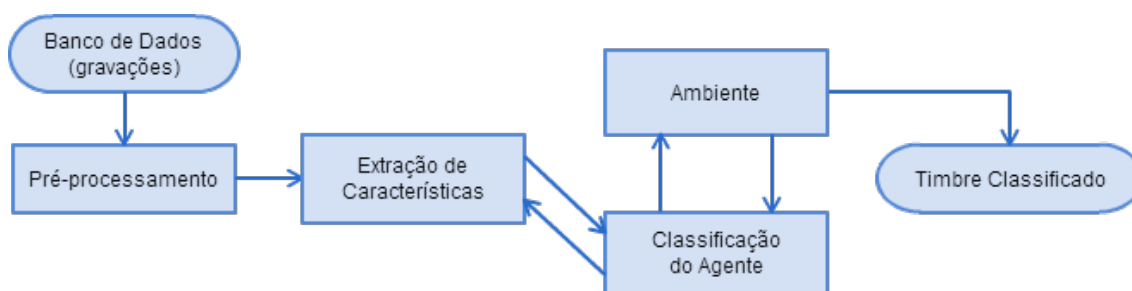 Banco de Dados
(gravações)
Pré-processamento
Extração de
Características
Ambiente
Classificação
do Agente
Timbre Classificado